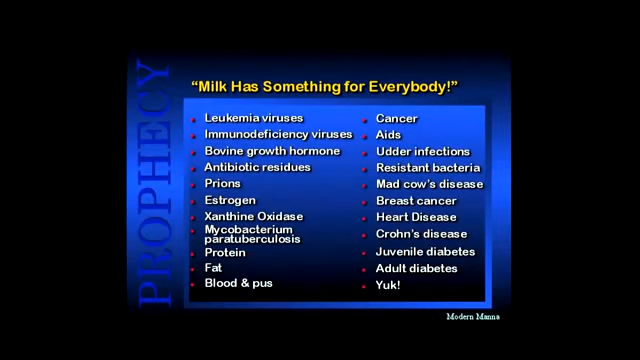 PROPHECY
“Milk Has Something for Everybody!”
Leukemia viruses
Immunodeficiency viruses
Bovine growth hormone
Antibiotic residues
Prions
Estrogen
Xanthine Oxidase
Mycobacterium
paratuberculosis
Protein
Fat
Blood & pus
Cancer
Aids
Udder infections
Resistant bacteria
Mad cow's disease
Breast cancer
Heart Disease
Crohn's disease
Juvenile diabetes
Adult diabetes
Yuk!
Modern Manna